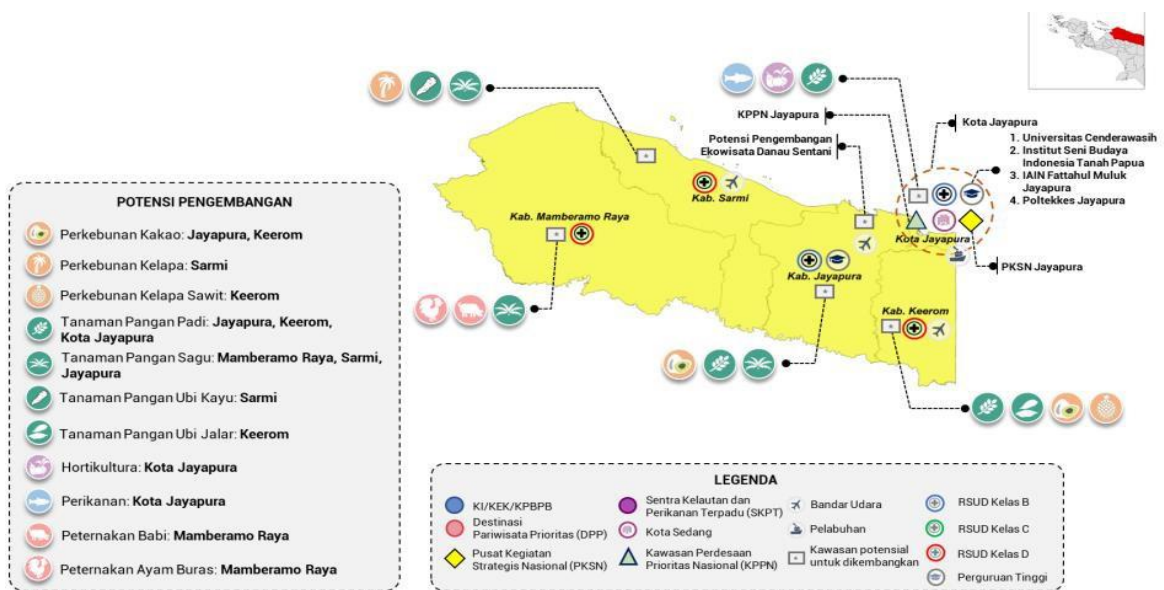 KPPN Jayapura
Potensi Pengembangan
Ekowisata Danau Sentani
Kota Jayapura
1. Universitas Cenderawasih
2. Institut Seni Budaya
Indonesia Tanah Papua
3. IAIN Fattahul Muluk
Jayapura
4. Poltekkes Jayapura
Kab. Sarmi
Kab. Mamberamo Raya
Kota Jayapura
PKSN Jayapura
Kab. Jayapura
Kab. Keerom
POTENSI PENGEMBANGAN
Perkebunan Kakao: Jayapura, Keerom
Perkebunan Kelapa: Sarmi
Perkebunan Kelapa Sawit: Keerom
Tanaman Pangan Padi: Jayapura, Keerom,
Kota Jayapura
Tanaman Pangan Sagu: Mamberamo Raya, Sarmi,
Jayapura
Tanaman Pangan Ubi Kayu: Sarmi
Tanaman Pangan Ubi Jalar: Keerom
Hortikultura: Kota Jayapura
Perikanan: Kota Jayapura
Peternakan Babi: Mamberamo Raya
Peternakan Ayam Buras: Mamberamo Raya
LEGENDA
KI/KEK/KPBPB
Destinasi
Pariwisata Prioritas (DPP)
Pusat Kegiatan
Strategis Nasional (PKSN)
Sentra Kelautan dan
Perikanan Terpadu (SKPT)
Kota Sedang
Kawasan Perdesaan
Prioritas Nasional (KPPN)
Bandar Udara
Pelabuhan
Kawasan potensial
untuk dikembangkan
RSUD Kelas B
RSUD Kelas C
RSUD Kelas D
Perguruan Tinggi